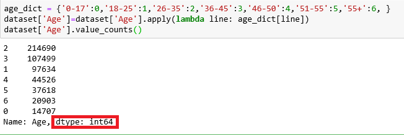 age_dict = {'0-17':0,'18-25':1,'26-35':2,'36-45':3,'46-50':4,'51-55':5,'55+':6, }
dataset['Age']=dataset['Age'].apply(lambda line: age_dict[line])
dataset['Age'].value_counts()
2 214690
3 107499
1 97634
4 44526
5 37618
6 20903
0 14707
Name: Age, dtype: int64